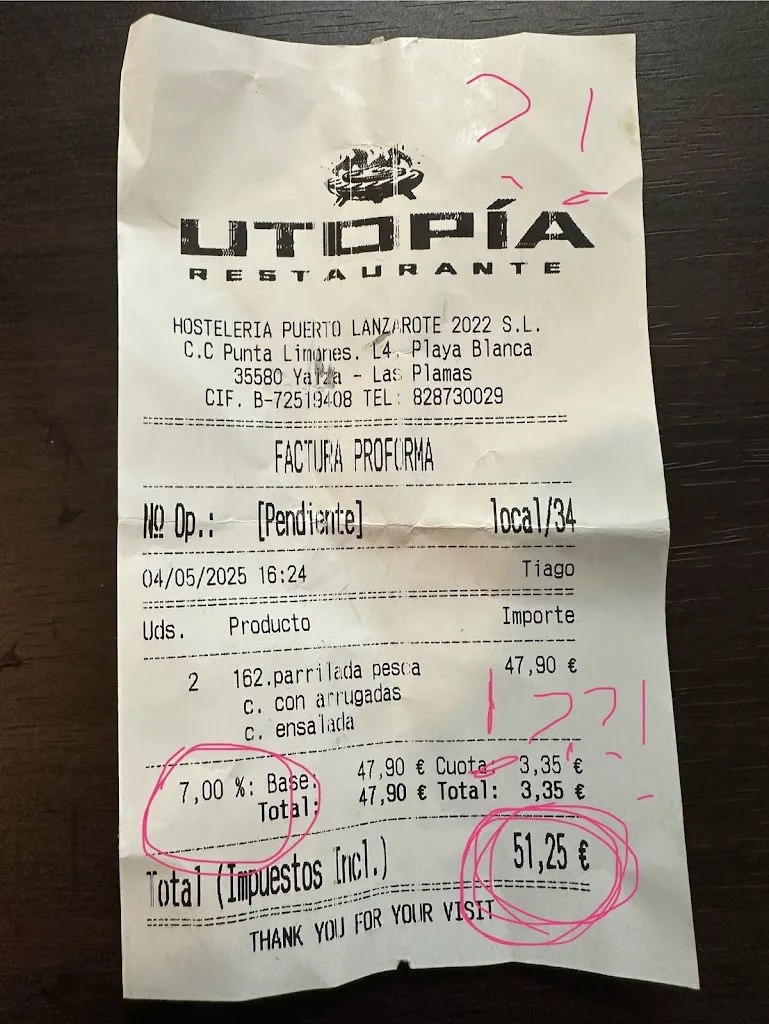 UTOPÍA
RESTAURANTE
HOSTELERIA PUERTO LANZAROTE 2022 S.L.
C.C Punta Limones. L4. Playa Blanca
35580 Yaiza - Las Plamas
CIF. B-72519408 TEL: 828730029
FACTURA PROFORMA
Nº Op.: [Pendiente] local/34
04/05/2025 16:24 Tiago
Uds. Producto Importe
2 162.parrilada pesca 47,90 €
c. con arrugadas
c. ensalada
7,00 %: Base: 47,90 € Cuota: 3,35 €
Total: 47,90 € Total: 3,35 €
Total (Impuestos Incl.) 51,25 €
THANK YOU FOR YOUR VISIT